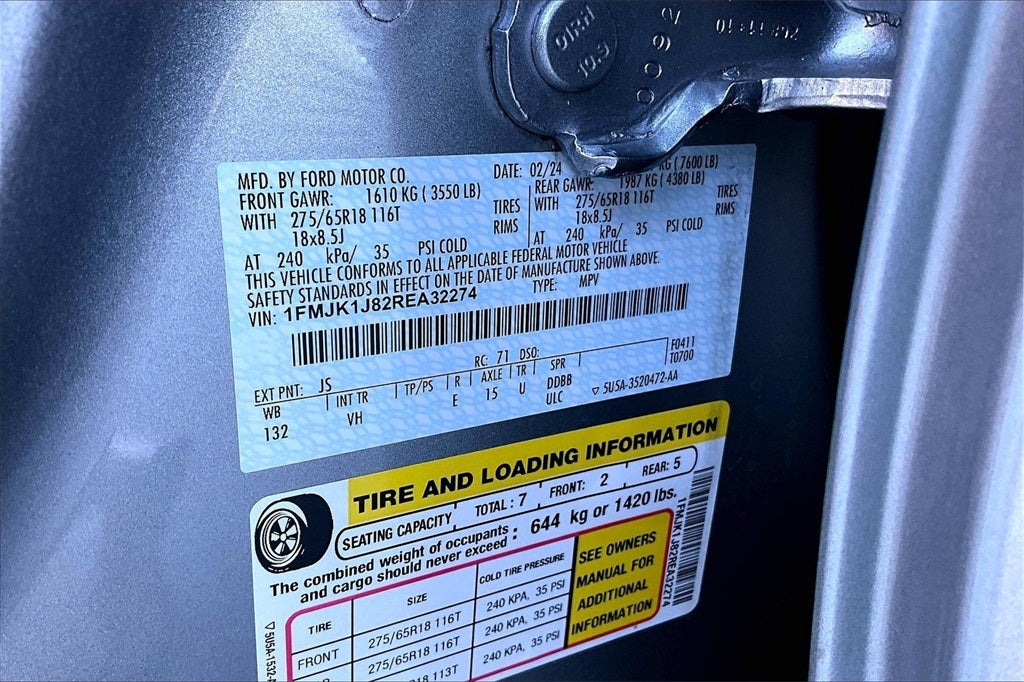 01RH
10.9
MFD. BY FORD MOTOR CO.
DATE: 02/24
KG ( 7600 LB)
FRONT GAWR: 1610 KG ( 3550 LB)
REAR GAWR: 1987 KG ( 4380 LB)
WITH 275/65R18 116T TIRES
WITH 275/65R18 116T TIRES
18x8.5J RIMS
18x8.5J RIMS
AT 240 kPa/ 35 PSI COLD
AT 240 kPa/ 35 PSI COLD
THIS VEHICLE CONFORMS TO ALL APPLICABLE FEDERAL MOTOR VEHICLE
SAFETY STANDARDS IN EFFECT ON THE DATE OF MANUFACTURE SHOWN ABOVE.
VIN: 1FMJK1J82REA32274
TYPE: MPV
F0411
T0700
EXT PNT: JS
RC: 71 DSO:
WB INT TR TP/PS R AXLE TR SPR
132 VH E 15 U DDBB
ULC
▽ 5U5A-3520472-AA
TIRE AND LOADING INFORMATION
SEATING CAPACITY TOTAL : 7 FRONT: 2 REAR: 5
The combined weight of occupants
and cargo should never exceed : 644 kg or 1420 lbs.
TIRE SIZE COLD TIRE PRESSURE
FRONT 275/65R18 116T 240 KPA, 35 PSI
275/65R18 116T 240 KPA, 35 PSI
R18 113T 240 KPA, 35 PSI
SEE OWNERS
MANUAL FOR
ADDITIONAL
INFORMATION
1FMJK1J82REA32274
▽ 5U5A-1532-